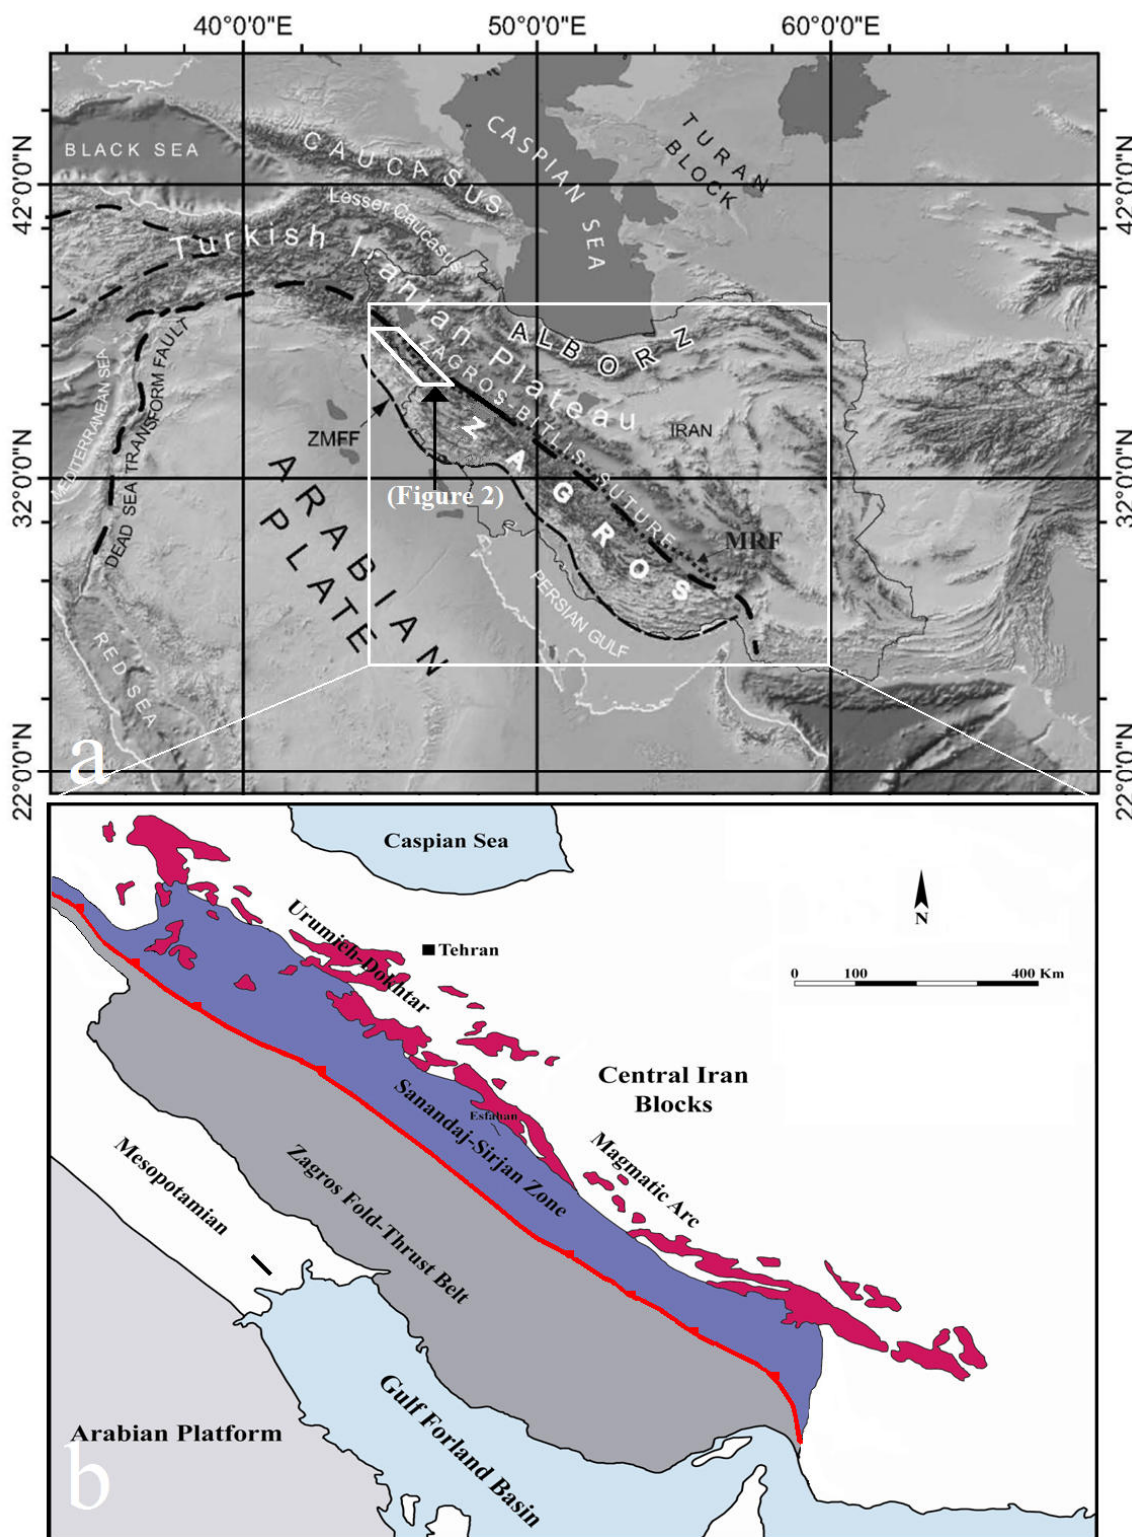 40°0'0"E 50°0'0"E 60°0'0"E
42°0'0"N
42°0'0"N
32°0'0"N
32°0'0"N
22°0'0"N
22°0'0"N
BLACK SEA
CAUCASUS
Lesser Caucasus
CASPIAN SEA
TURAN
BLOCK
Turkish Iranian Plateau
ALBORZ
ZAGROS BITLIS SUTURE
IRAN
ZMFF
ZAGROS
(Figure 2)
MRF
MEDITERRANEAN SEA
DEAD SEA TRANSFORM FAULT
ARABIAN
PLATE
PERSIAN GULF
RED SEA
a
Caspian Sea
Urumieh-Dokhtar
Tehran
N
0 100 400 Km
Central Iran
Blocks
Sanandaj-Sirjan Zone
Esfahan
Magmatic Arc
Zagros Fold-Thrust Belt
Mesopotamian
Gulf Forland Basin
Arabian Platform
b